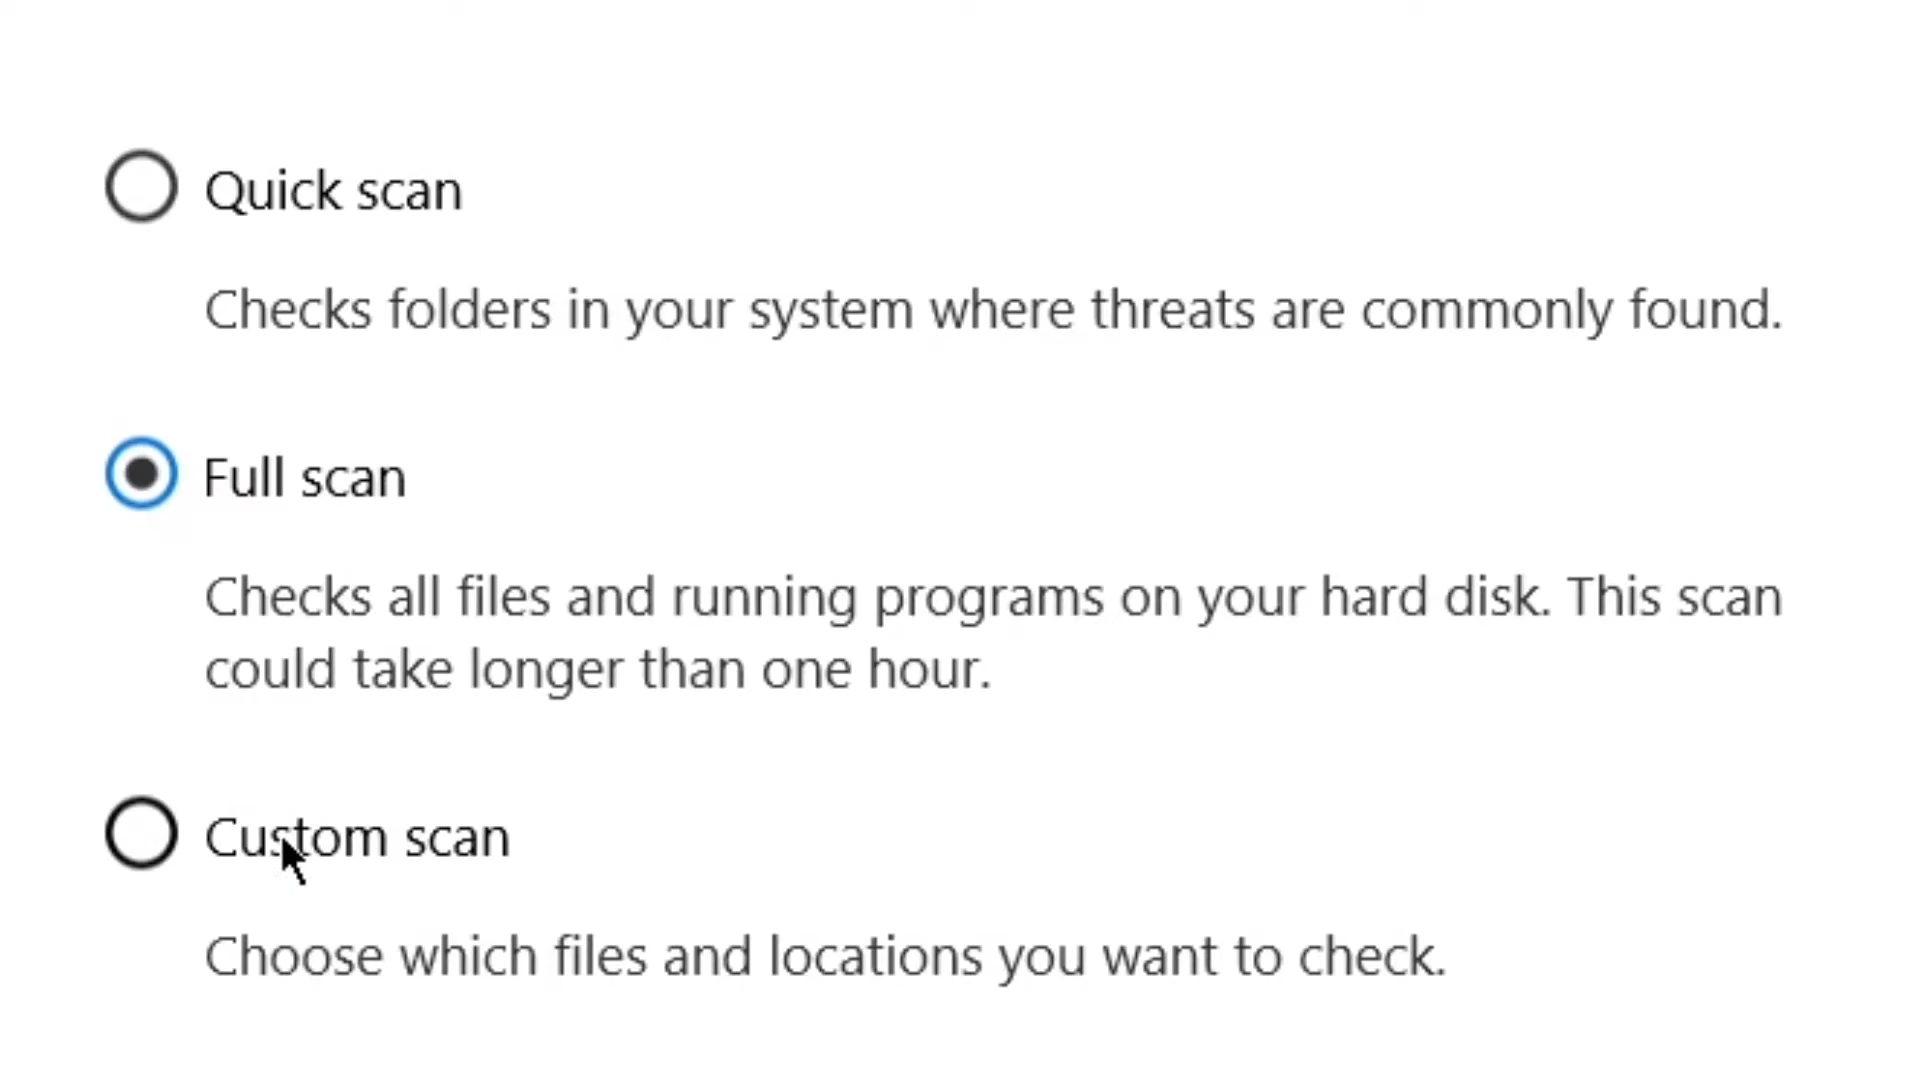 Quick scan
Checks folders in your system where threats are commonly found.
Full scan
Checks all files and running programs on your hard disk. This scan
could take longer than one hour.
Custom scan
Choose which files and locations you want to check.